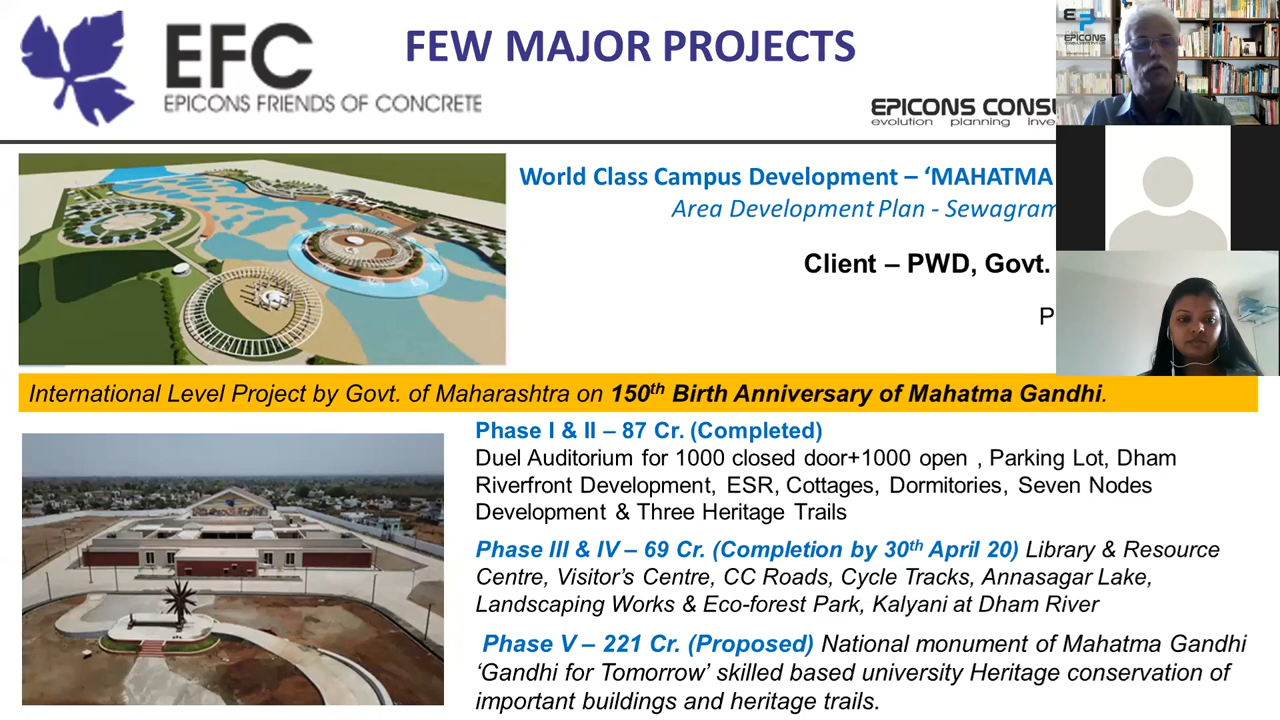 EFC
EPICONS FRIENDS OF CONCRETE
FEW MAJOR PROJECTS
EPICONS CONSU
evolution planning inve
EPICONS
World Class Campus Development – ‘MAHATMA
Area Development Plan - Sewagram
Client – PWD, Govt.
P
International Level Project by Govt. of Maharashtra on 150th Birth Anniversary of Mahatma Gandhi.
Phase I & II – 87 Cr. (Completed)
Duel Auditorium for 1000 closed door+1000 open , Parking Lot, Dham
Riverfront Development, ESR, Cottages, Dormitories, Seven Nodes
Development & Three Heritage Trails
Phase III & IV – 69 Cr. (Completion by 30th April 20) Library & Resource
Centre, Visitor’s Centre, CC Roads, Cycle Tracks, Annasagar Lake,
Landscaping Works & Eco-forest Park, Kalyani at Dham River
Phase V – 221 Cr. (Proposed) National monument of Mahatma Gandhi
‘Gandhi for Tomorrow’ skilled based university Heritage conservation of
important buildings and heritage trails.